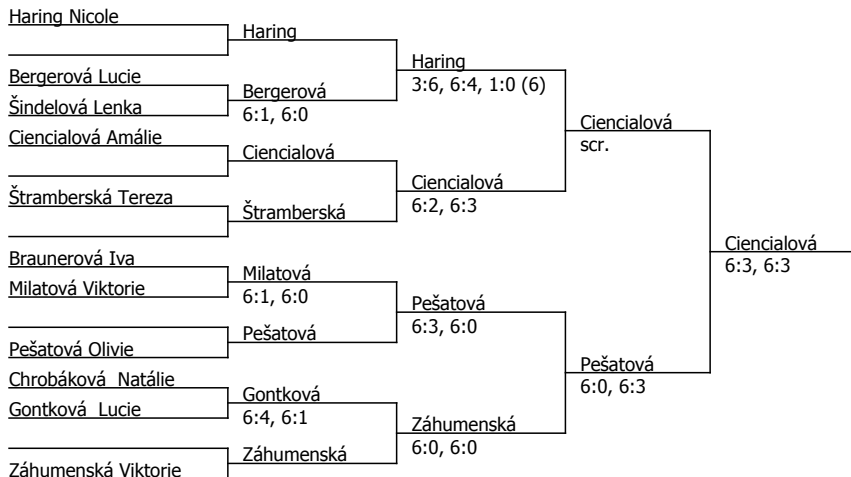 Haring Nicole
Haring
Haring
3:6, 6:4, 1:0 (6)
Bergerová Lucie
Šindelová Lenka
Bergerová
6:1, 6:0
Ciencialová
scr.
Ciencialová Amálie
Ciencialová
Ciencialová
6:2, 6:3
Štramberská Tereza
Štramberská
Ciencialová
6:3, 6:3
Braunerová Iva
Milatová Viktorie
Milatová
6:1, 6:0
Pešatová
6:3, 6:0
Pešatová
Pešatová Olivie
Pešatová
6:0, 6:3
Chrobáková  Natálie
Gontková  Lucie
Gontková
6:4, 6:1
Záhumenská
6:0, 6:0
Záhumenská
Záhumenská Viktorie